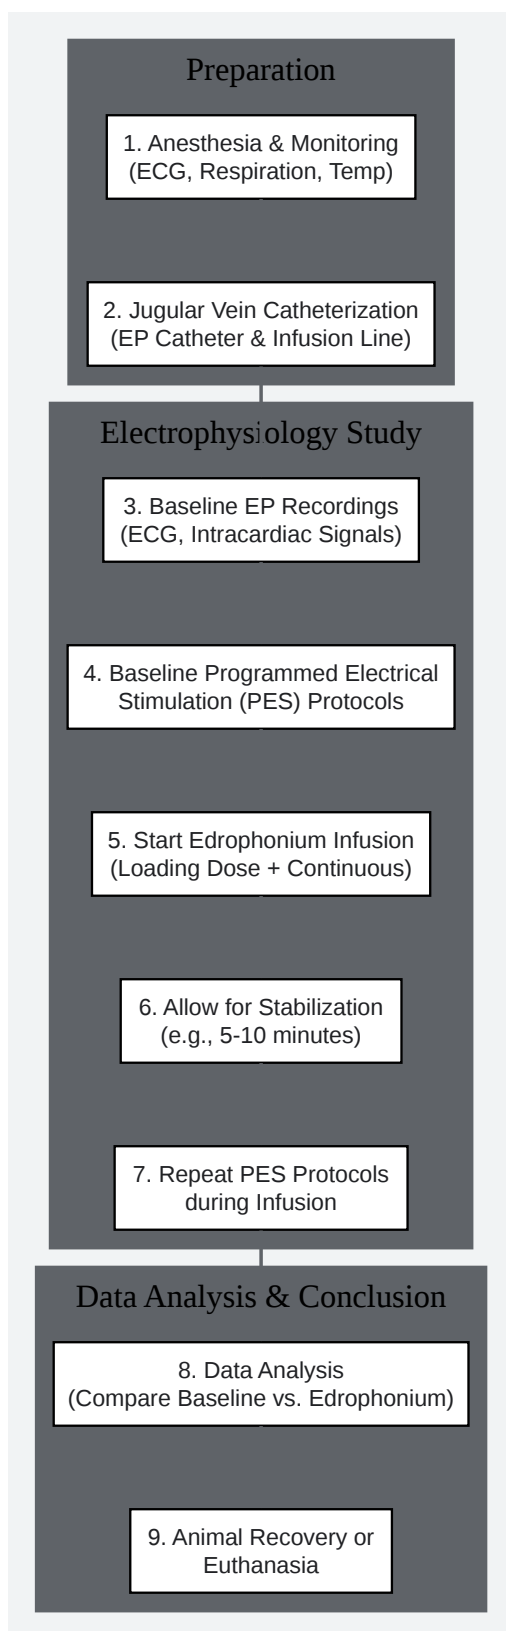 Preparation
1. Anesthesia & Monitoring
(ECG, Respiration, Temp)
2. Jugular Vein Catheterization
(EP Catheter & Infusion Line)
Electrophysiology Study
3. Baseline EP Recordings
(ECG, Intracardiac Signals)
4. Baseline Programmed Electrical
Stimulation (PES) Protocols
5. Start Edrophonium Infusion
(Loading Dose + Continuous)
6. Allow for Stabilization
(e.g., 5-10 minutes)
7. Repeat PES Protocols
during Infusion
Data Analysis & Conclusion
8. Data Analysis
(Compare Baseline vs. Edrophonium)
9. Animal Recovery or
Euthanasia